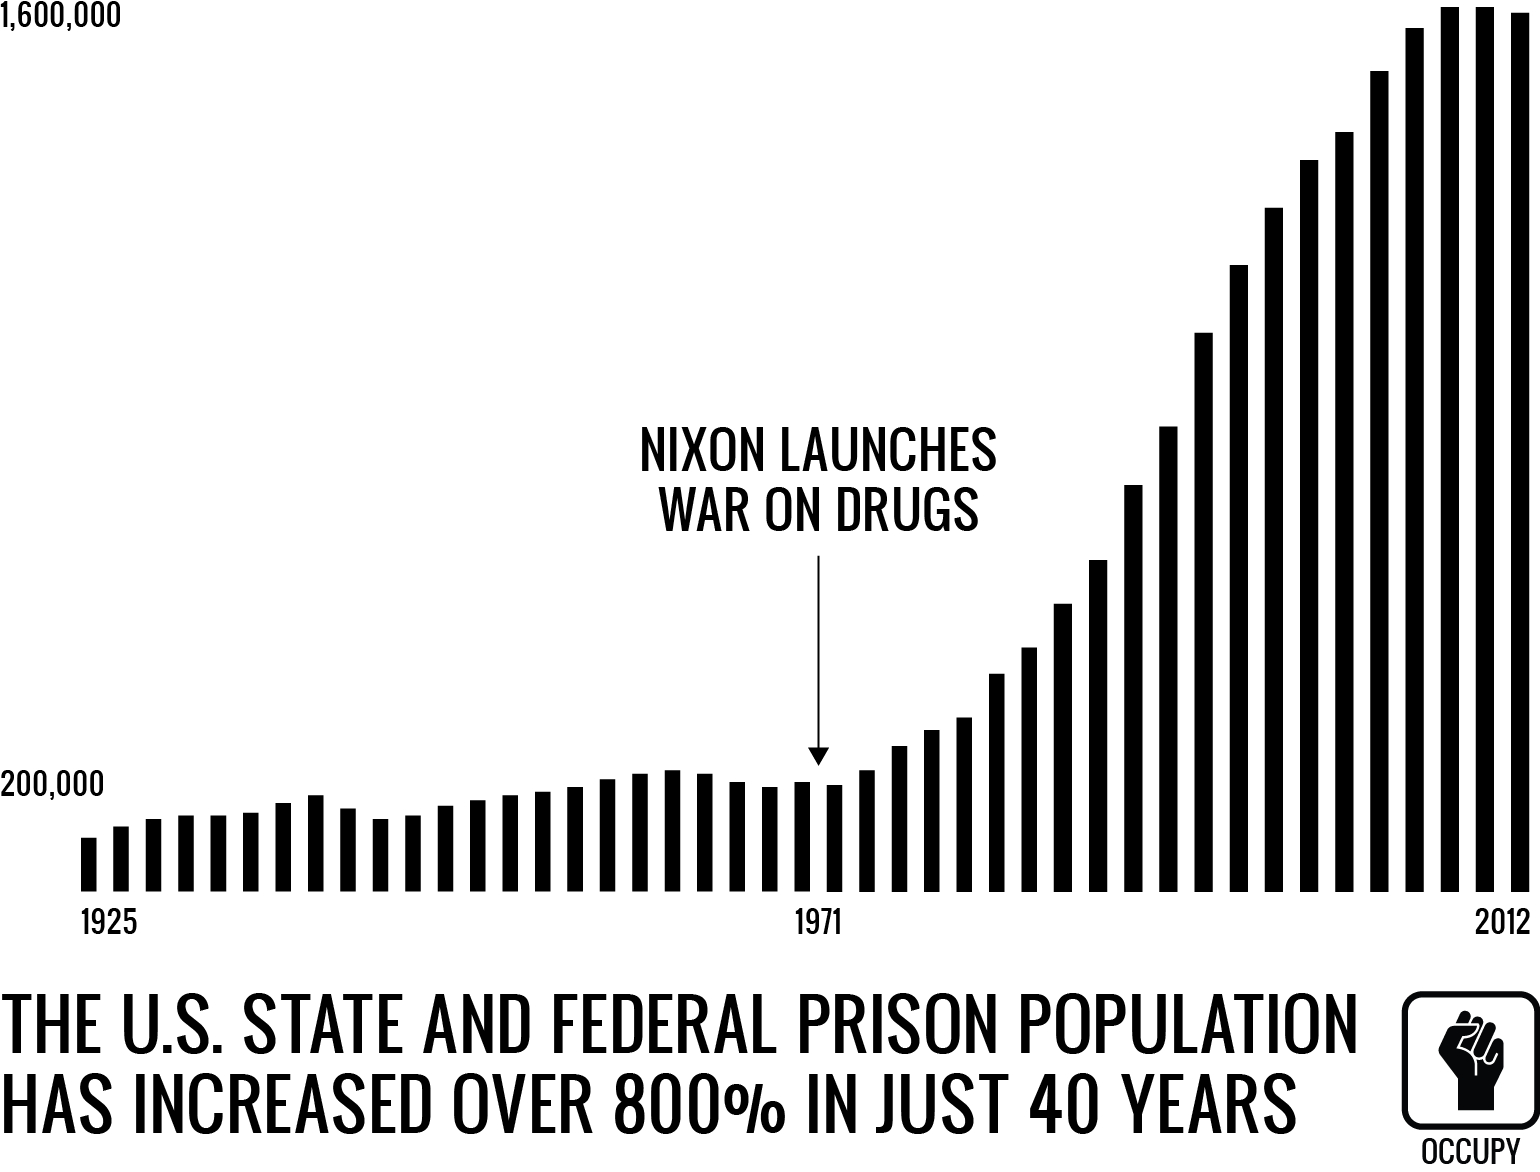 1,600,000
NIXON LAUNCHES
WAR ON DRUGS
200,000
1925
1971
2012
THE U.S. STATE AND FEDERAL PRISON POPULATION
HAS INCREASED OVER 800% IN JUST 40 YEARS
OCCUPY